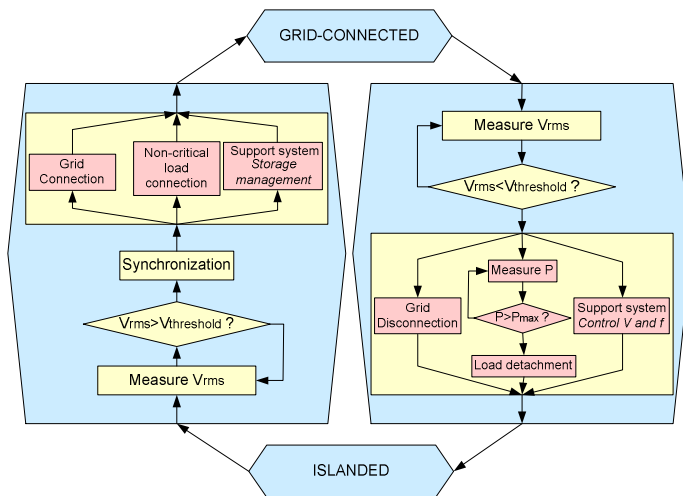 GRID-CONNECTED
Grid
Connection
Non-critical
load
connection
Support system
Storage
management
Synchronization
Vrms>Vthreshold ?
Measure Vrms
Measure Vrms
Vrms<Vthreshold ?
Measure P
Grid
Disconnection
P>Pmax ?
Support system
Control V and f
Load detachment
ISLANDED